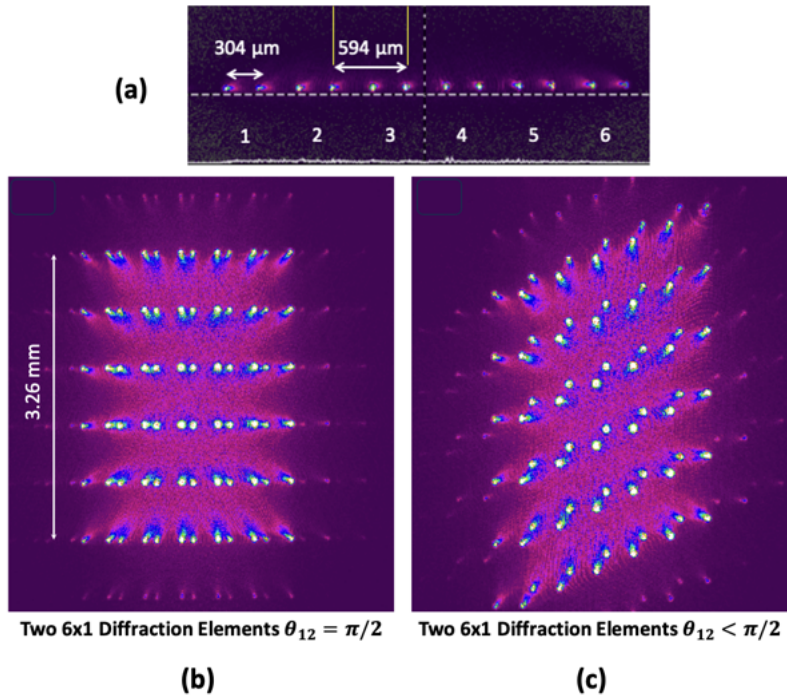 304 μm
594 μm
(a)
1 2 3 4 5 6
3.26 mm
Two 6x1 Diffraction Elements θ₁₂ = π/2
Two 6x1 Diffraction Elements θ₁₂ < π/2
(b)
(c)